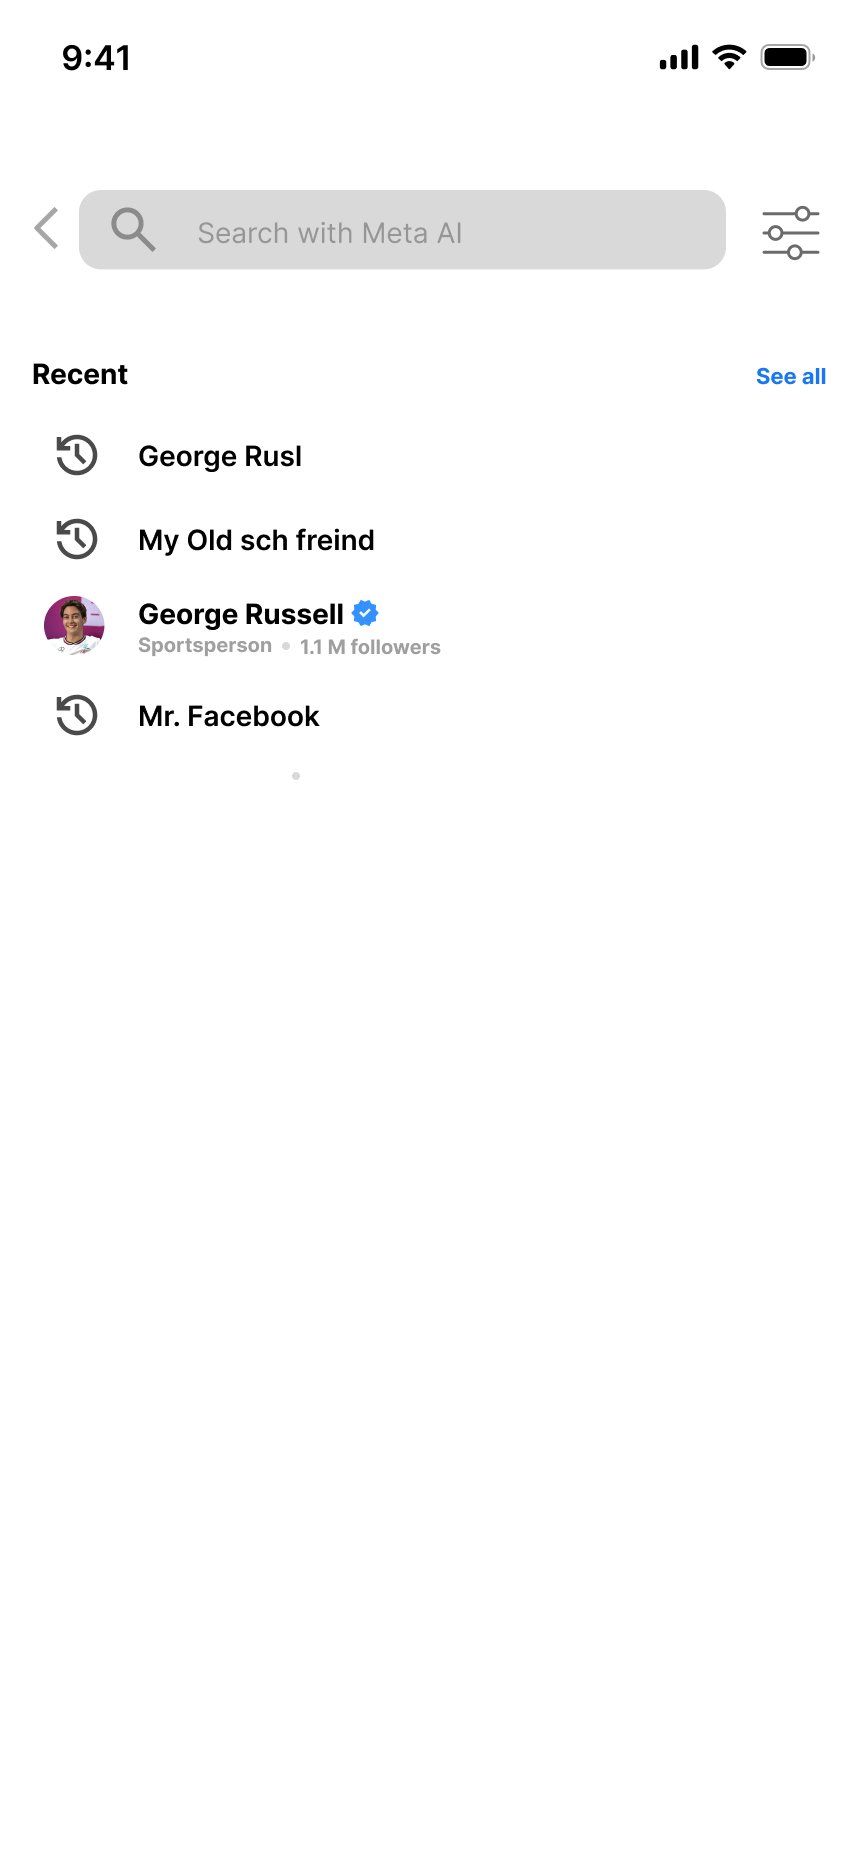 9:41
Search with Meta AI
Recent
See all
George Rusl
My Old sch freind
George Russell
Sportsperson • 1.1 M followers
Mr. Facebook